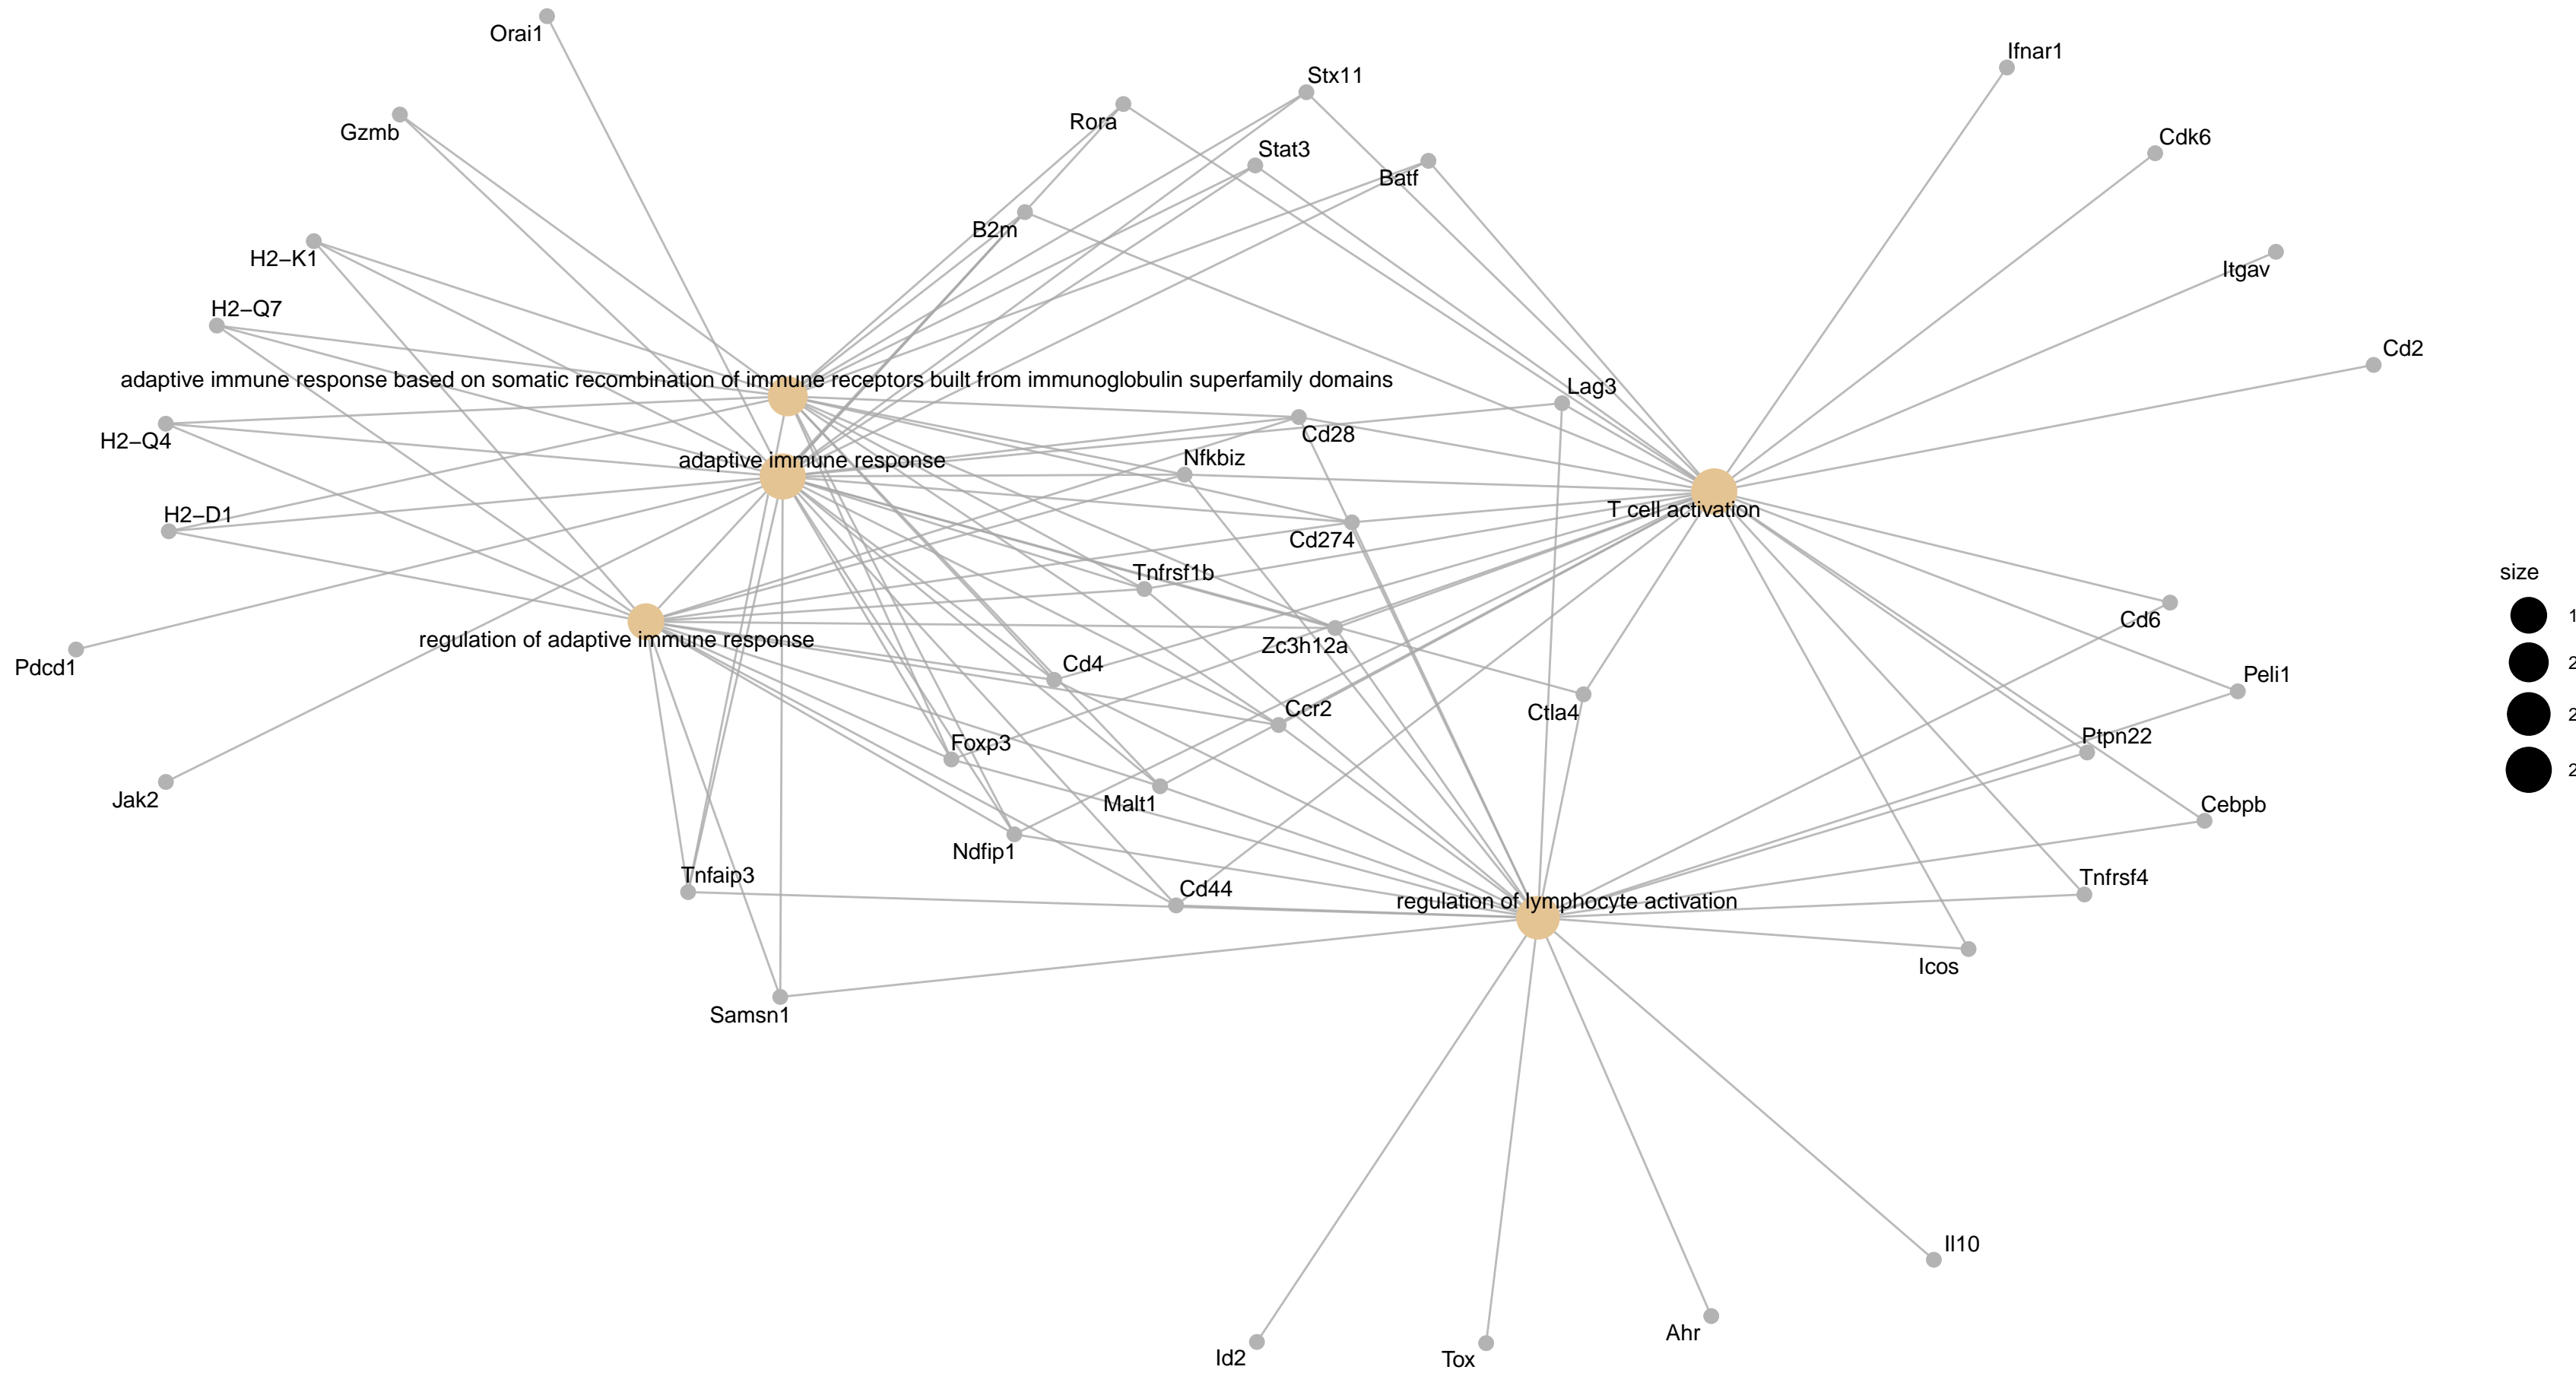 Orai1
Ifnar1
Stx11
Rora
Gzmb
Cdk6
Stat3
Batf
B2m
H2−K1
Itgav
H2−Q7
Cd2
adaptive immune response based on somatic recombination of immune receptors built from immunoglobulin superfamily domains
Lag3
H2−Q4
Cd28
adaptive immune response
Nfkbiz
T cell activation
H2−D1
Cd274
Tnfrsf1b
size
1
Cd6
regulation of adaptive immune response
Zc3h12a
Cd4
2
Pdcd1
Peli1
Ccr2
Ctla4
2
Foxp3
Ptpn22
2
Jak2
Malt1
Cebpb
Ndfip1
Tnfaip3
Tnfrsf4
Cd44
regulation of lymphocyte activation
Icos
Samsn1
Il10
Ahr
Id2
Tox